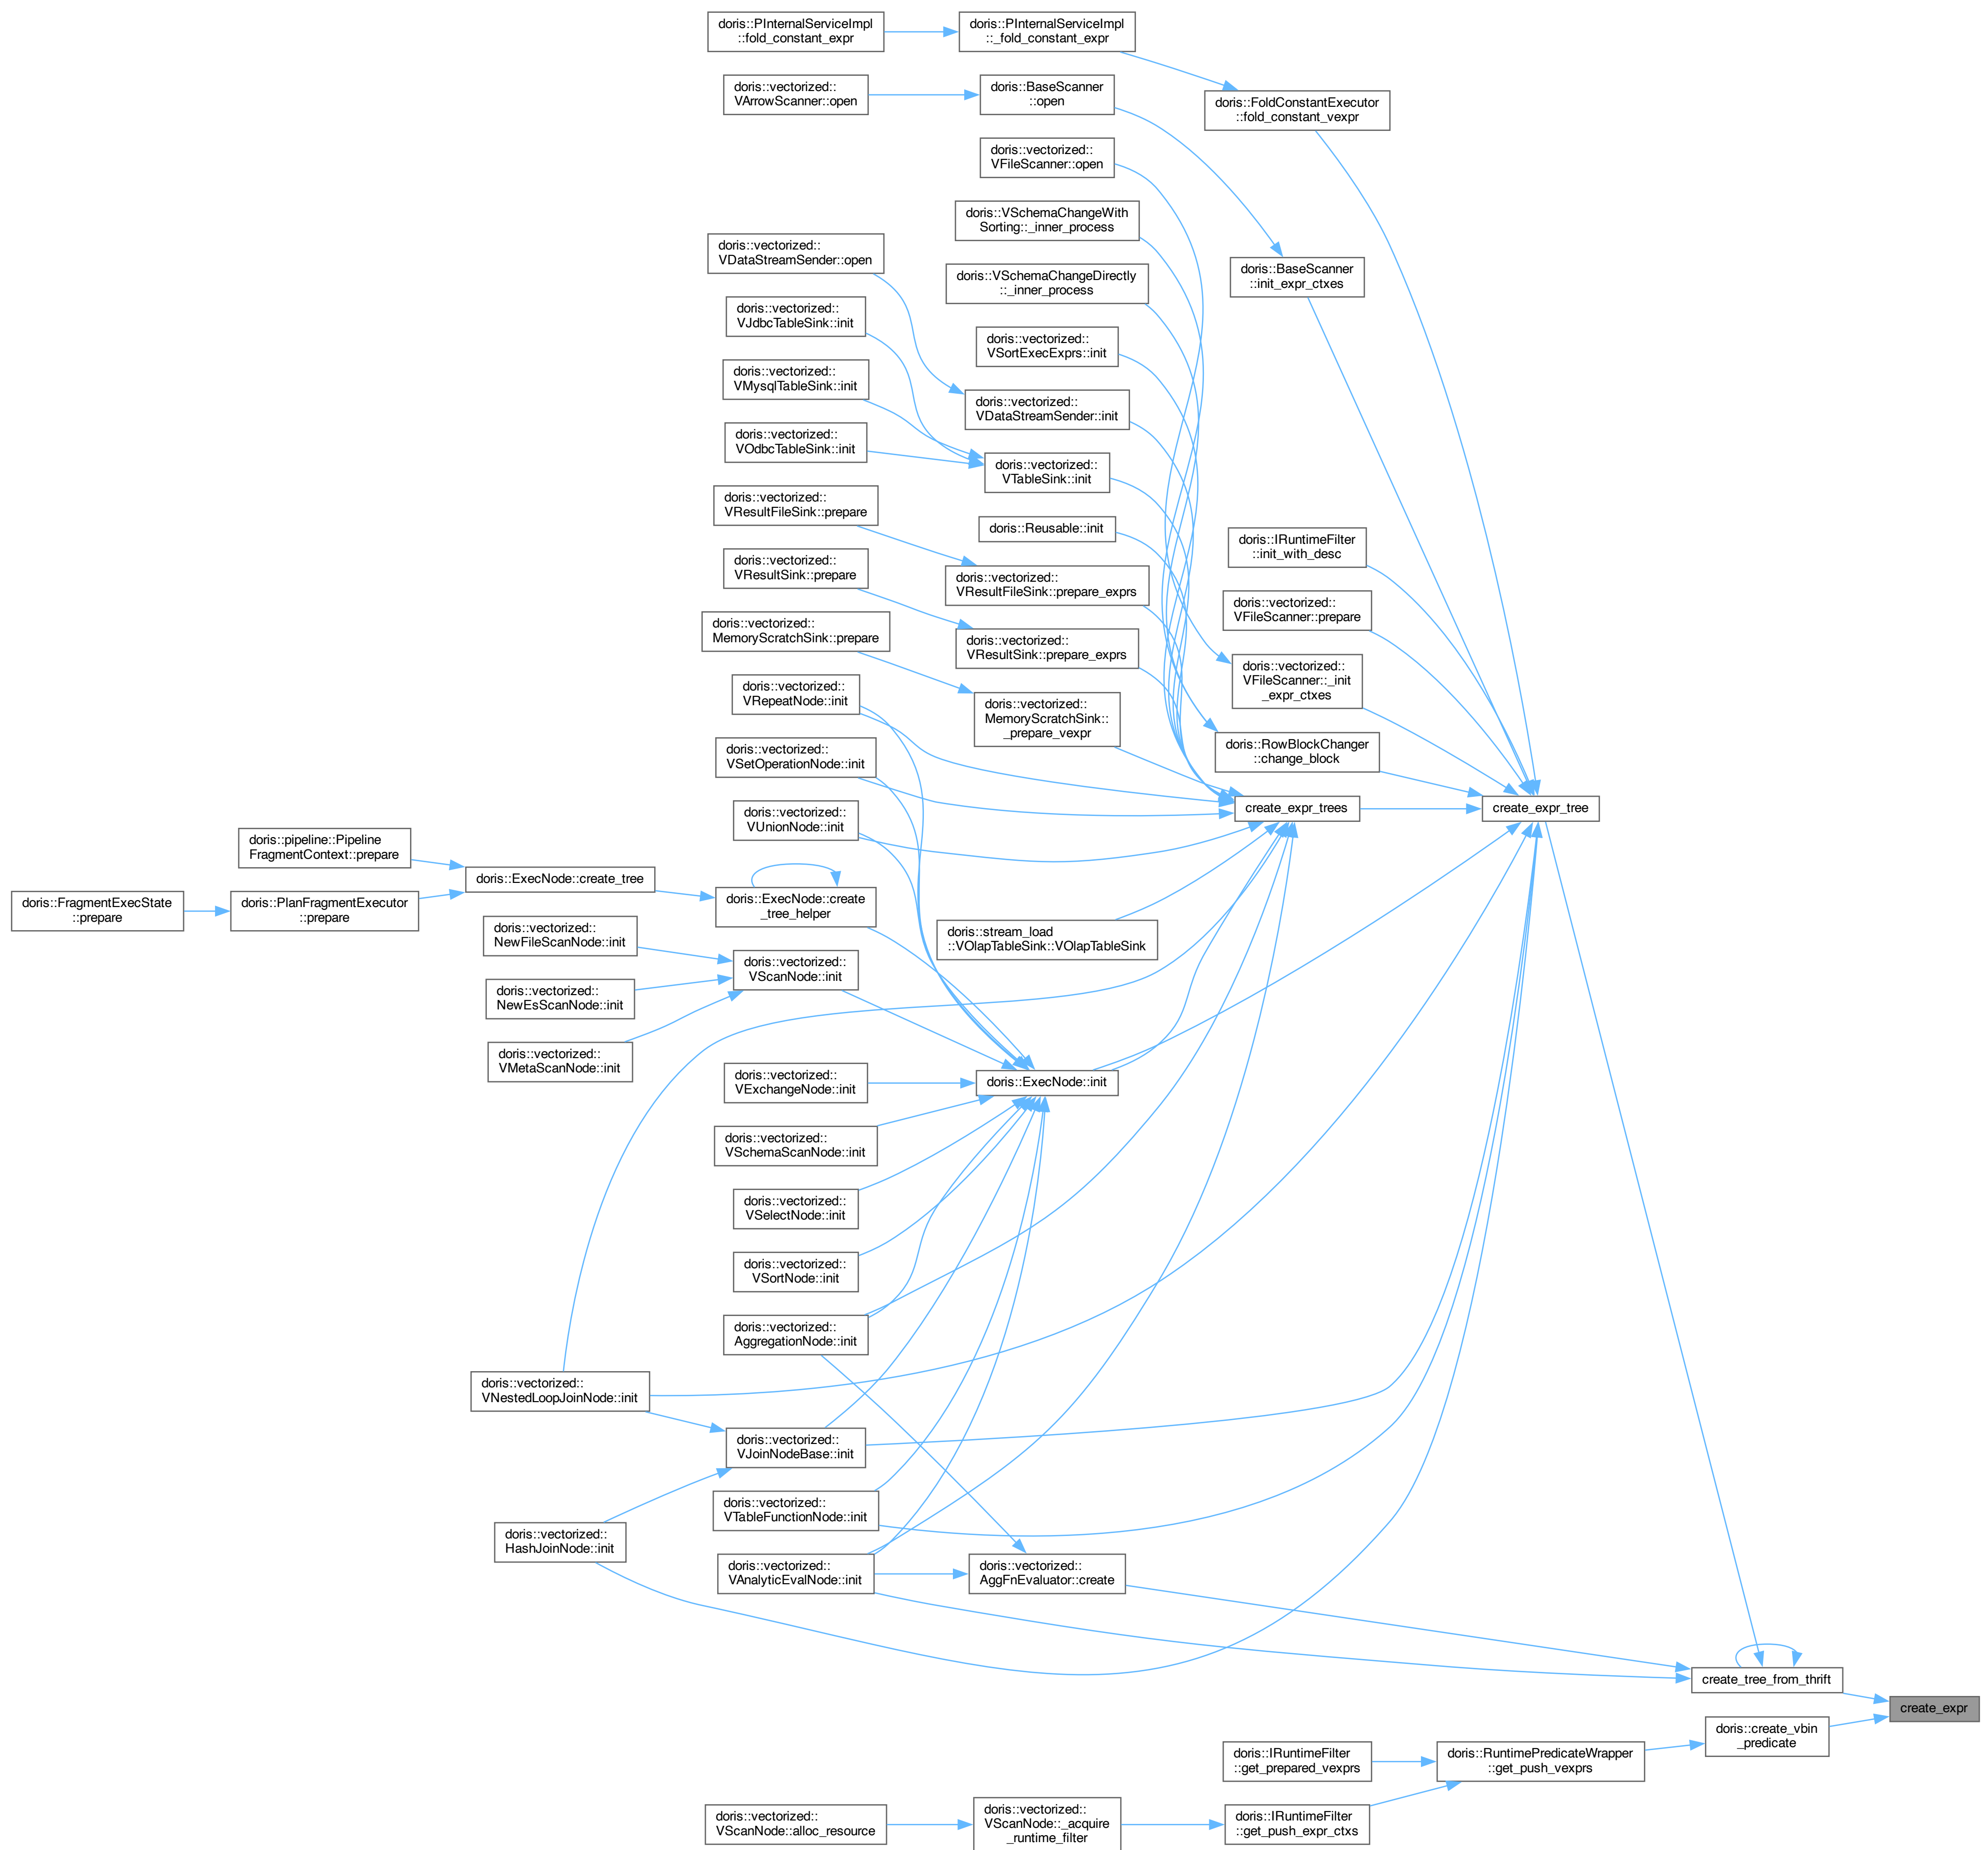 doris::PInternalServiceImpl
::fold_constant_expr
doris::PInternalServiceImpl
::_fold_constant_expr
doris::vectorized::
VArrowScanner::open
doris::BaseScanner
::open
doris::FoldConstantExecutor
::fold_constant_vexpr
doris::vectorized::
VFileScanner::open
doris::VSchemaChangeWith
Sorting::_inner_process
doris::vectorized::
VDataStreamSender::open
doris::VSchemaChangeDirectly
::_inner_process
doris::BaseScanner
::init_expr_ctxes
doris::vectorized::
VJdbcTableSink::init
doris::vectorized::
VSortExecExprs::init
doris::vectorized::
VMysqlTableSink::init
doris::vectorized::
VDataStreamSender::init
doris::vectorized::
VOdbcTableSink::init
doris::vectorized::
VTableSink::init
doris::vectorized::
VResultFileSink::prepare
doris::Reusable::init
doris::IRuntimeFilter
::init_with_desc
doris::vectorized::
VResultSink::prepare
doris::vectorized::
VResultFileSink::prepare_exprs
doris::vectorized::
VFileScanner::prepare
doris::vectorized::
MemoryScratchSink::prepare
doris::vectorized::
VResultSink::prepare_exprs
doris::vectorized::
VFileScanner::_init
_expr_ctxes
doris::vectorized::
VRepeatNode::init
doris::vectorized::
MemoryScratchSink::
_prepare_vexpr
doris::vectorized::
VSetOperationNode::init
doris::RowBlockChanger
::change_block
doris::vectorized::
VUnionNode::init
create_expr_trees
create_expr_tree
doris::pipeline::Pipeline
FragmentContext::prepare
doris::ExecNode::create_tree
doris::ExecNode::create
_tree_helper
doris::FragmentExecState
::prepare
doris::PlanFragmentExecutor
::prepare
doris::vectorized::
NewFileScanNode::init
doris::stream_load
::VOlapTableSink::VOlapTableSink
doris::vectorized::
VScanNode::init
doris::vectorized::
NewEsScanNode::init
doris::vectorized::
VMetaScanNode::init
doris::vectorized::
VExchangeNode::init
doris::ExecNode::init
doris::vectorized::
VSchemaScanNode::init
doris::vectorized::
VSelectNode::init
doris::vectorized::
VSortNode::init
doris::vectorized::
AggregationNode::init
doris::vectorized::
VNestedLoopJoinNode::init
doris::vectorized::
VJoinNodeBase::init
doris::vectorized::
VTableFunctionNode::init
doris::vectorized::
HashJoinNode::init
doris::vectorized::
VAnalyticEvalNode::init
doris::vectorized::
AggFnEvaluator::create
create_tree_from_thrift
create_expr
doris::create_vbin
_predicate
doris::IRuntimeFilter
::get_prepared_vexprs
doris::RuntimePredicateWrapper
::get_push_vexprs
doris::vectorized::
VScanNode::alloc_resource
doris::vectorized::
VScanNode::_acquire
_runtime_filter
doris::IRuntimeFilter
::get_push_expr_ctxs